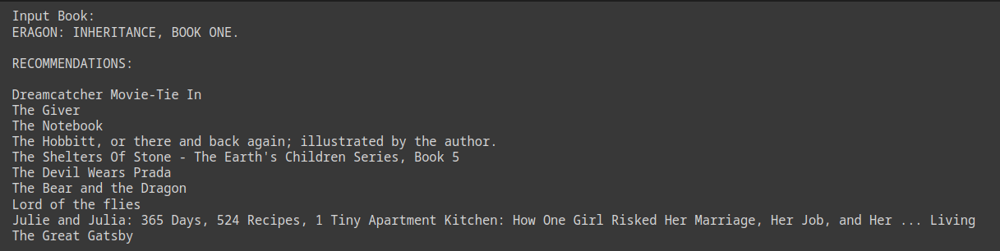 Input Book:
ERAGON: INHERITANCE, BOOK ONE.
RECOMMENDATIONS:
Dreamcatcher Movie-Tie In
The Giver
The Notebook
The Hobbitt, or there and back again; illustrated by the author.
The Shelters Of Stone - The Earth's Children Series, Book 5
The Devil Wears Prada
The Bear and the Dragon
Lord of the flies
Julie and Julia: 365 Days, 524 Recipes, 1 Tiny Apartment Kitchen: How One Girl Risked Her Marriage, Her Job, and Her ... Living
The Great Gatsby